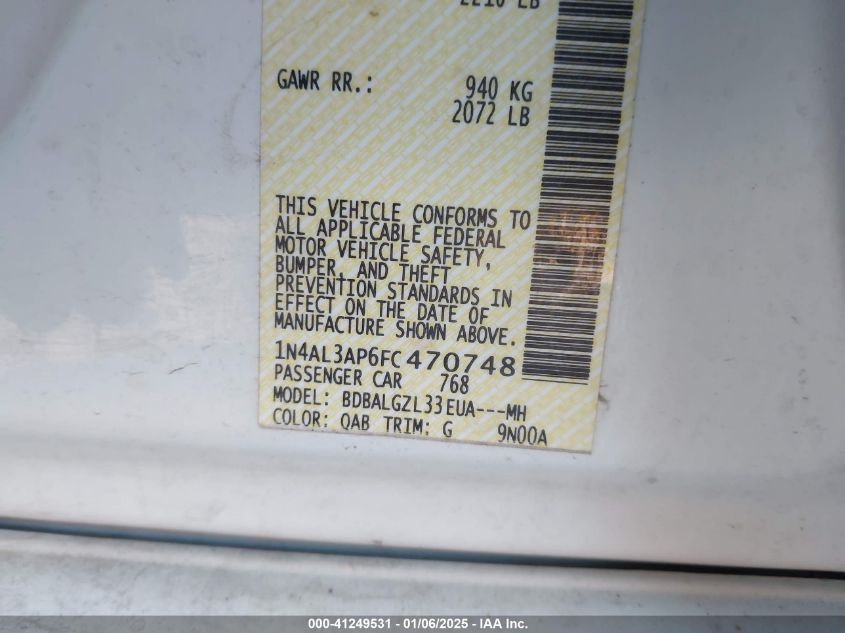 2210 LB
GAWR RR.: 940 KG
2072 LB
THIS VEHICLE CONFORMS TO
ALL APPLICABLE FEDERAL
MOTOR VEHICLE SAFETY,
BUMPER, AND THEFT
PREVENTION STANDARDS IN
EFFECT ON THE DATE OF
MANUFACTURE SHOWN ABOVE.
1N4AL3AP6FC470748
PASSENGER CAR 768
MODEL: BDBALGZL33EUA---MH
COLOR: QAB TRIM: G 9N00A
000-41249531 - 01/06/2025 - IAA Inc.